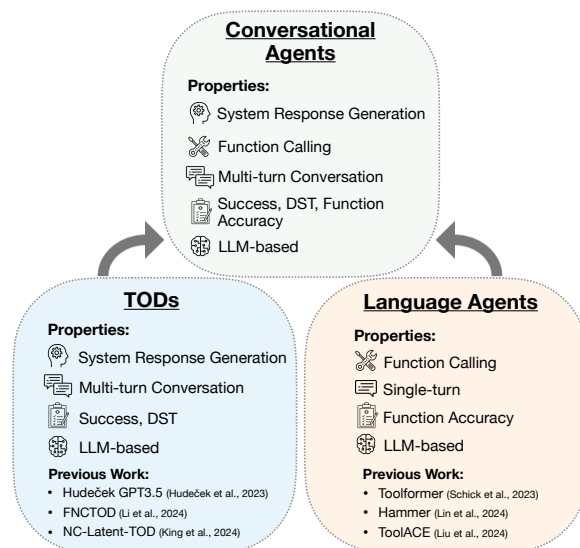 Conversational
Agents
Properties:
System Response Generation
Function Calling
Multi-turn Conversation
Success, DST, Function
Accuracy
LLM-based
TODs
Properties:
System Response Generation
Multi-turn Conversation
Success, DST
LLM-based
Previous Work:
• Hudeček GPT3.5 (Hudeček et al., 2023)
• FNCTOD (Li et al., 2024)
• NC-Latent-TOD (King et al., 2024)
Language Agents
Properties:
Function Calling
Single-turn
Function Accuracy
LLM-based
Previous Work:
• Toolformer (Schick et al., 2023)
• Hammer (Lin et al., 2024)
• ToolACE (Liu et al., 2024)